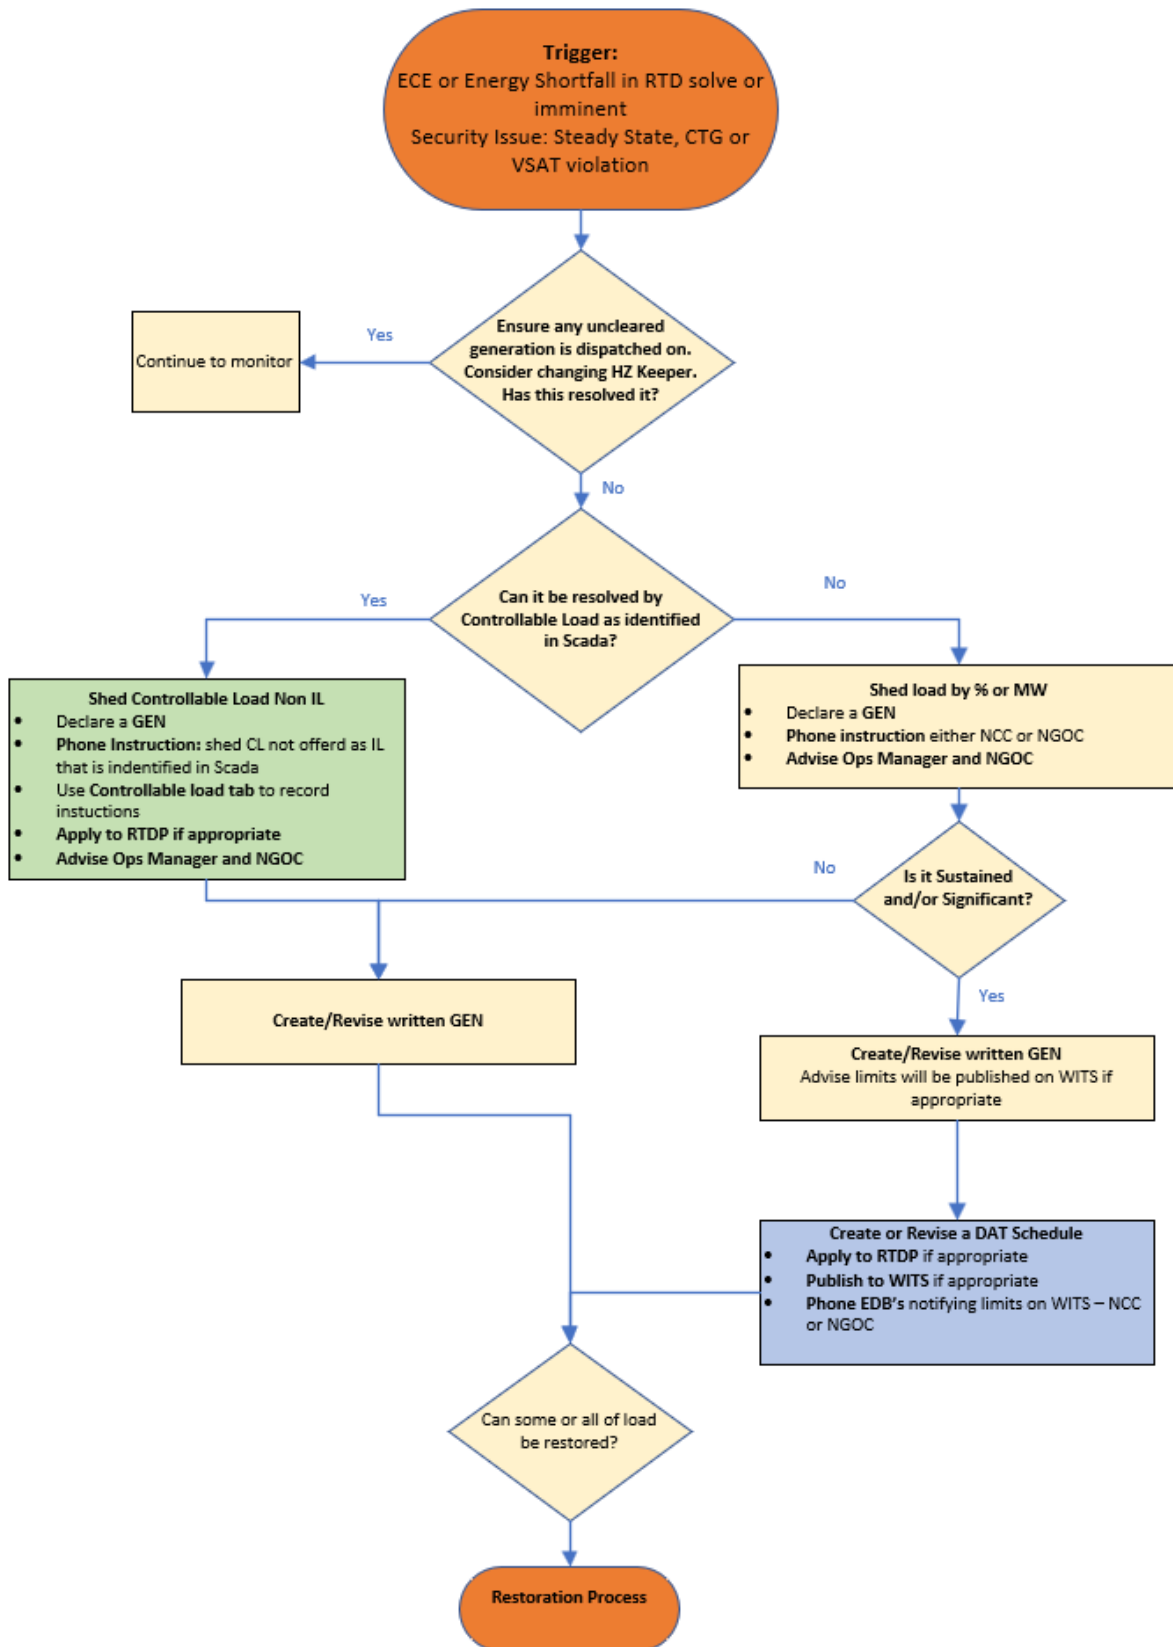 Trigger:
ECE or Energy Shortfall in RTD solve or
imminent
Security Issue: Steady State, CTG or
VSAT violation
Ensure any uncleared
generation is dispatched on.
Consider changing HZ Keeper.
Has this resolved it?
Yes
Continue to monitor
No
Can it be resolved by
Controllable Load as identified
in Scada?
Yes
No
Shed Controllable Load Non IL
• Declare a GEN
• Phone Instruction: shed CL not offerd as IL
that is indentified in Scada
• Use Controllable load tab to record
instuctions
• Apply to RTDP if appropriate
• Advise Ops Manager and NGOC
Shed load by % or MW
• Declare a GEN
• Phone instruction either NCC or NGOC
• Advise Ops Manager and NGOC
Is it Sustained
and/or Significant?
No
Yes
Create/Revise written GEN
Create/Revise written GEN
Advise limits will be published on WITS if
appropriate
Create or Revise a DAT Schedule
• Apply to RTDP if appropriate
• Publish to WITS if appropriate
• Phone EDB's notifying limits on WITS – NCC
or NGOC
Can some or all of load
be restored?
Restoration Process